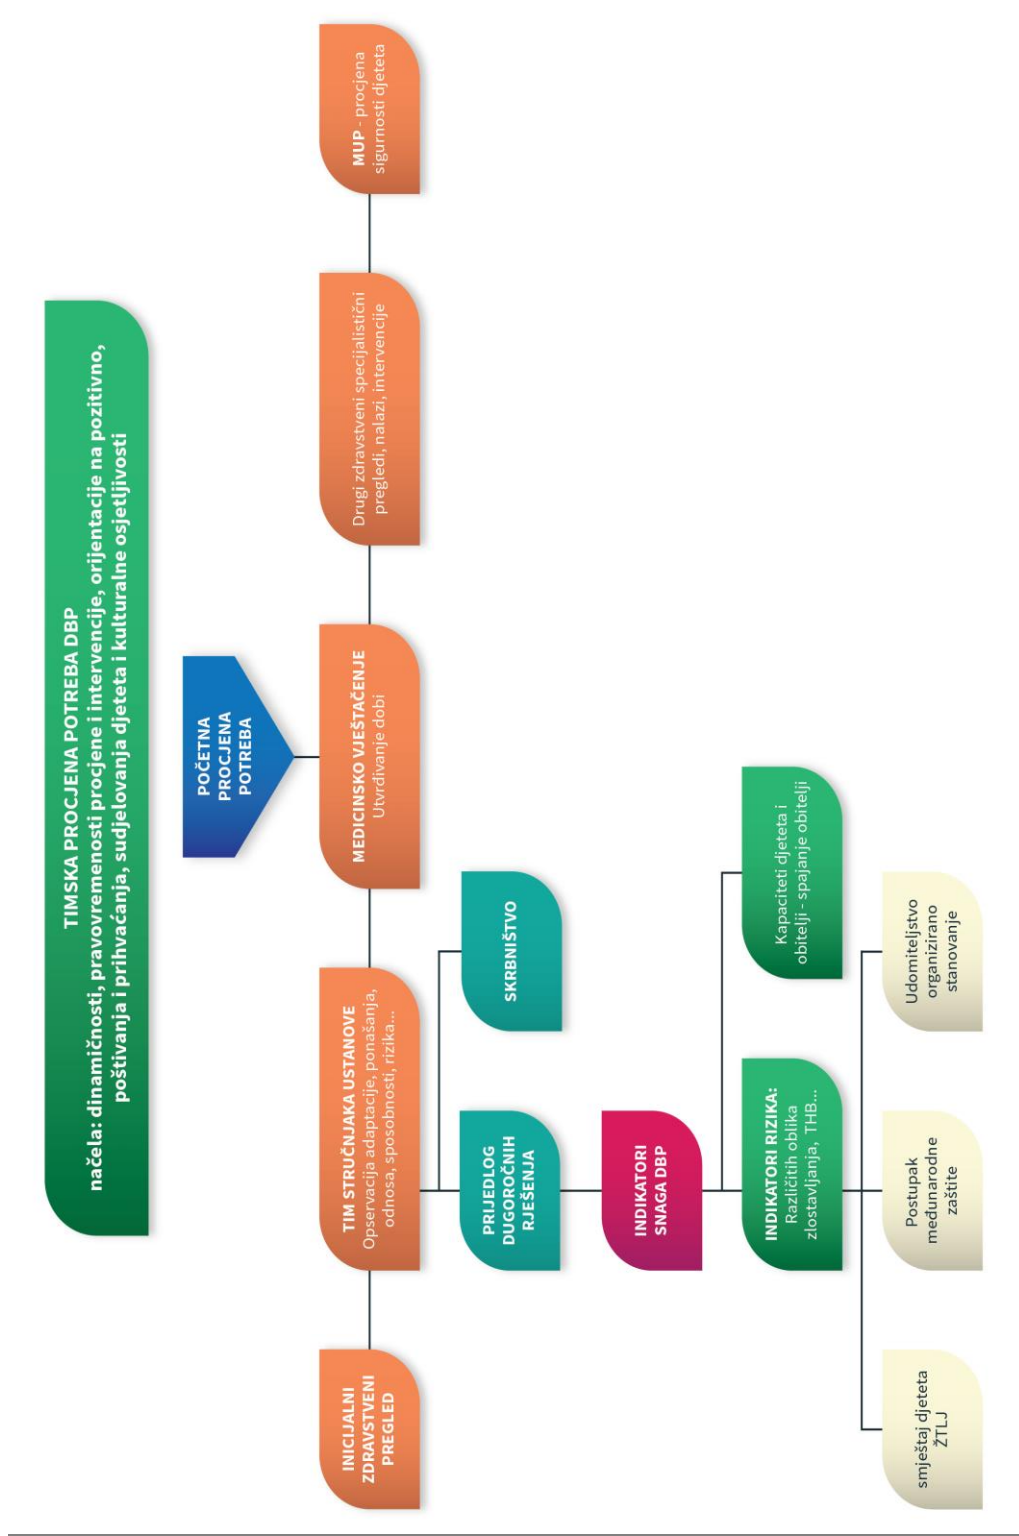 TIMSKA PROCJENA POTREBA DBP
načela: dinamičnosti, pravovremenosti procjene i intervencije, orijentacije na pozitivno,
poštivanja i prihvaćanja, sudjelovanja djeteta i kulturalne osjetljivosti
POČETNA
PROCJENA
POTREBA
INICIJALNI
ZDRAVSTVENI
PREGLED
TIM STRUČNJAKA USTANOVE
Opservacija adaptacije, ponašanja,
odnosa, sposobnosti, rizika...
MEDICINSKO VJEŠTAČENJE
Utvrđivanje dobi
Drugi zdravstveni specijalistični
pregledi, nalazi, intervencije
MUP - procjena
sigurnosti djeteta
PRIJEDLOG
DUGOROČNIH
RJEŠENJA
SKRBNIŠTVO
INDIKATORI
SNAGA DBP
INDIKATORI RIZIKA:
Različitih oblika
zlostavljanja, THB...
Kapaciteti djeteta i
obitelji - spajanje obitelji
smještaj djeteta
ŽTLJ
Postupak
međunarodne
zaštite
Udomiteljstvo
organizirano
stanovanje